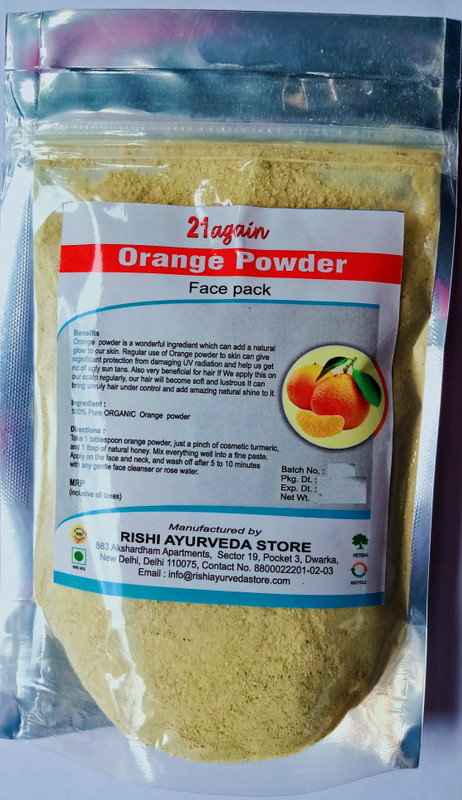 21again
Orange Powder
Face pack
Benefits
Orange powder is a wonderful ingredient which can add a natural
glow to our skin. Regular use of Orange powder to skin can give
significant protection from damaging UV radiation and help us get
rid of ugly sun tans. Also very beneficial for hair If We apply this on
our scalp regularly, our hair will become soft and lustrous It can
bring unruly hair under control and add amazing natural shine to it.
Ingredient :
100% Pure ORGANIC Orange powder
Directions :
Take 1 tablespoon orange powder, just a pinch of cosmetic turmeric,
and 1 tbsp of natural honey. Mix everything well into a fine paste.
Apply on the face and neck, and wash off after 5 to 10 minutes
with any gentle face cleanser or rose water.
MRP
(inclusive all taxes)
Batch No. :
Pkg. Dt. :
Exp. Dt. :
Net Wt.
Manufactured by
RISHI AYURVEDA STORE
883 Akshardham Apartments, Sector 19, Pocket 3, Dwarka,
New Delhi, Delhi 110075, Contact No. 8800022201-02-03
Email : info@rishiayurvedastore.com
100% VEG
HERBAL
RECYCLE